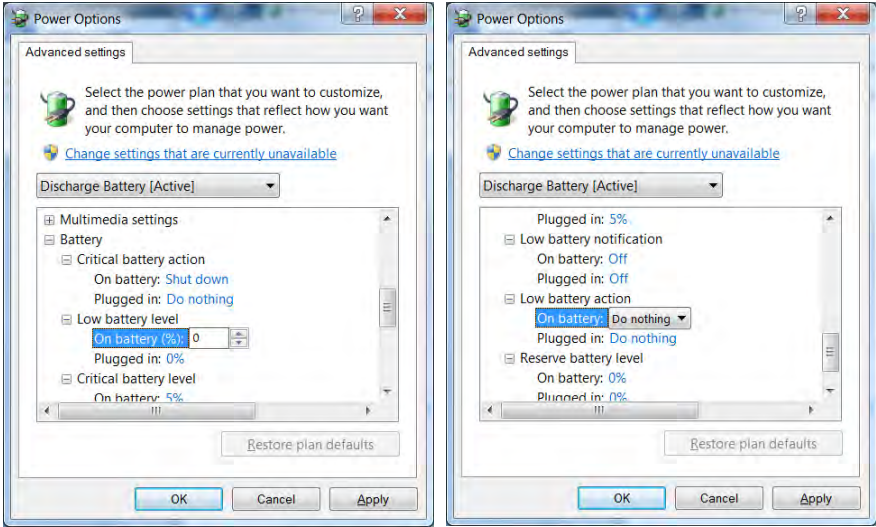 Power Options
Advanced settings
Select the power plan that you want to customize,
and then choose settings that reflect how you want
your computer to manage power.
Change settings that are currently unavailable
Discharge Battery [Active]
Multimedia settings
Battery
Critical battery action
On battery: Shut down
Plugged in: Do nothing
Low battery level
On battery (%): 0
Plugged in: 0%
Critical battery level
On battery: 5%
Restore plan defaults
OK Cancel Apply
Power Options
Advanced settings
Select the power plan that you want to customize,
and then choose settings that reflect how you want
your computer to manage power.
Change settings that are currently unavailable
Discharge Battery [Active]
Plugged in: 5%
Low battery notification
On battery: Off
Plugged in: Off
Low battery action
On battery: Do nothing
Plugged in: Do nothing
Reserve battery level
On battery: 0%
Plugged in: 0%
Restore plan defaults
OK Cancel Apply